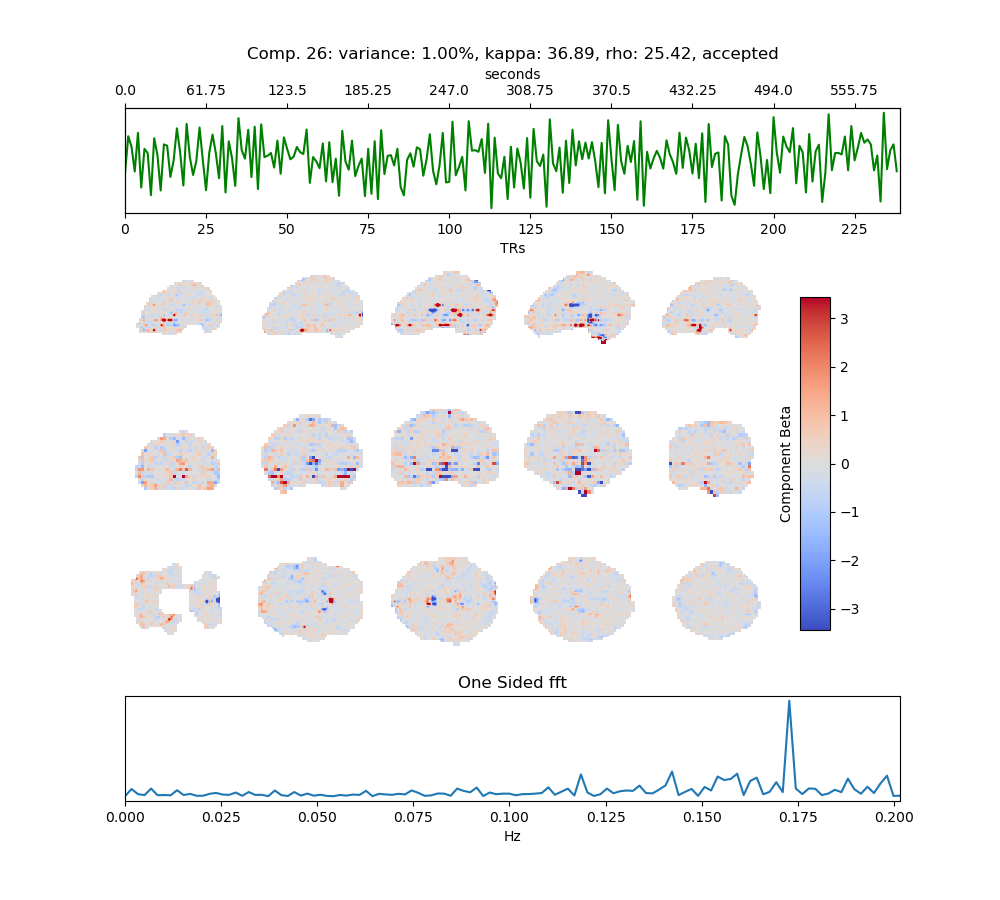 Comp. 26: variance: 1.00%, kappa: 36.89, rho: 25.42, accepted
seconds
0.0 61.75 123.5 185.25 247.0 308.75 370.5 432.25 494.0 555.75
0 25 50 75 100 125 150 175 200 225
TRs
3
2
1
0
−1
−2
−3
Component Beta
One Sided fft
0.000 0.025 0.050 0.075 0.100 0.125 0.150 0.175 0.200
Hz